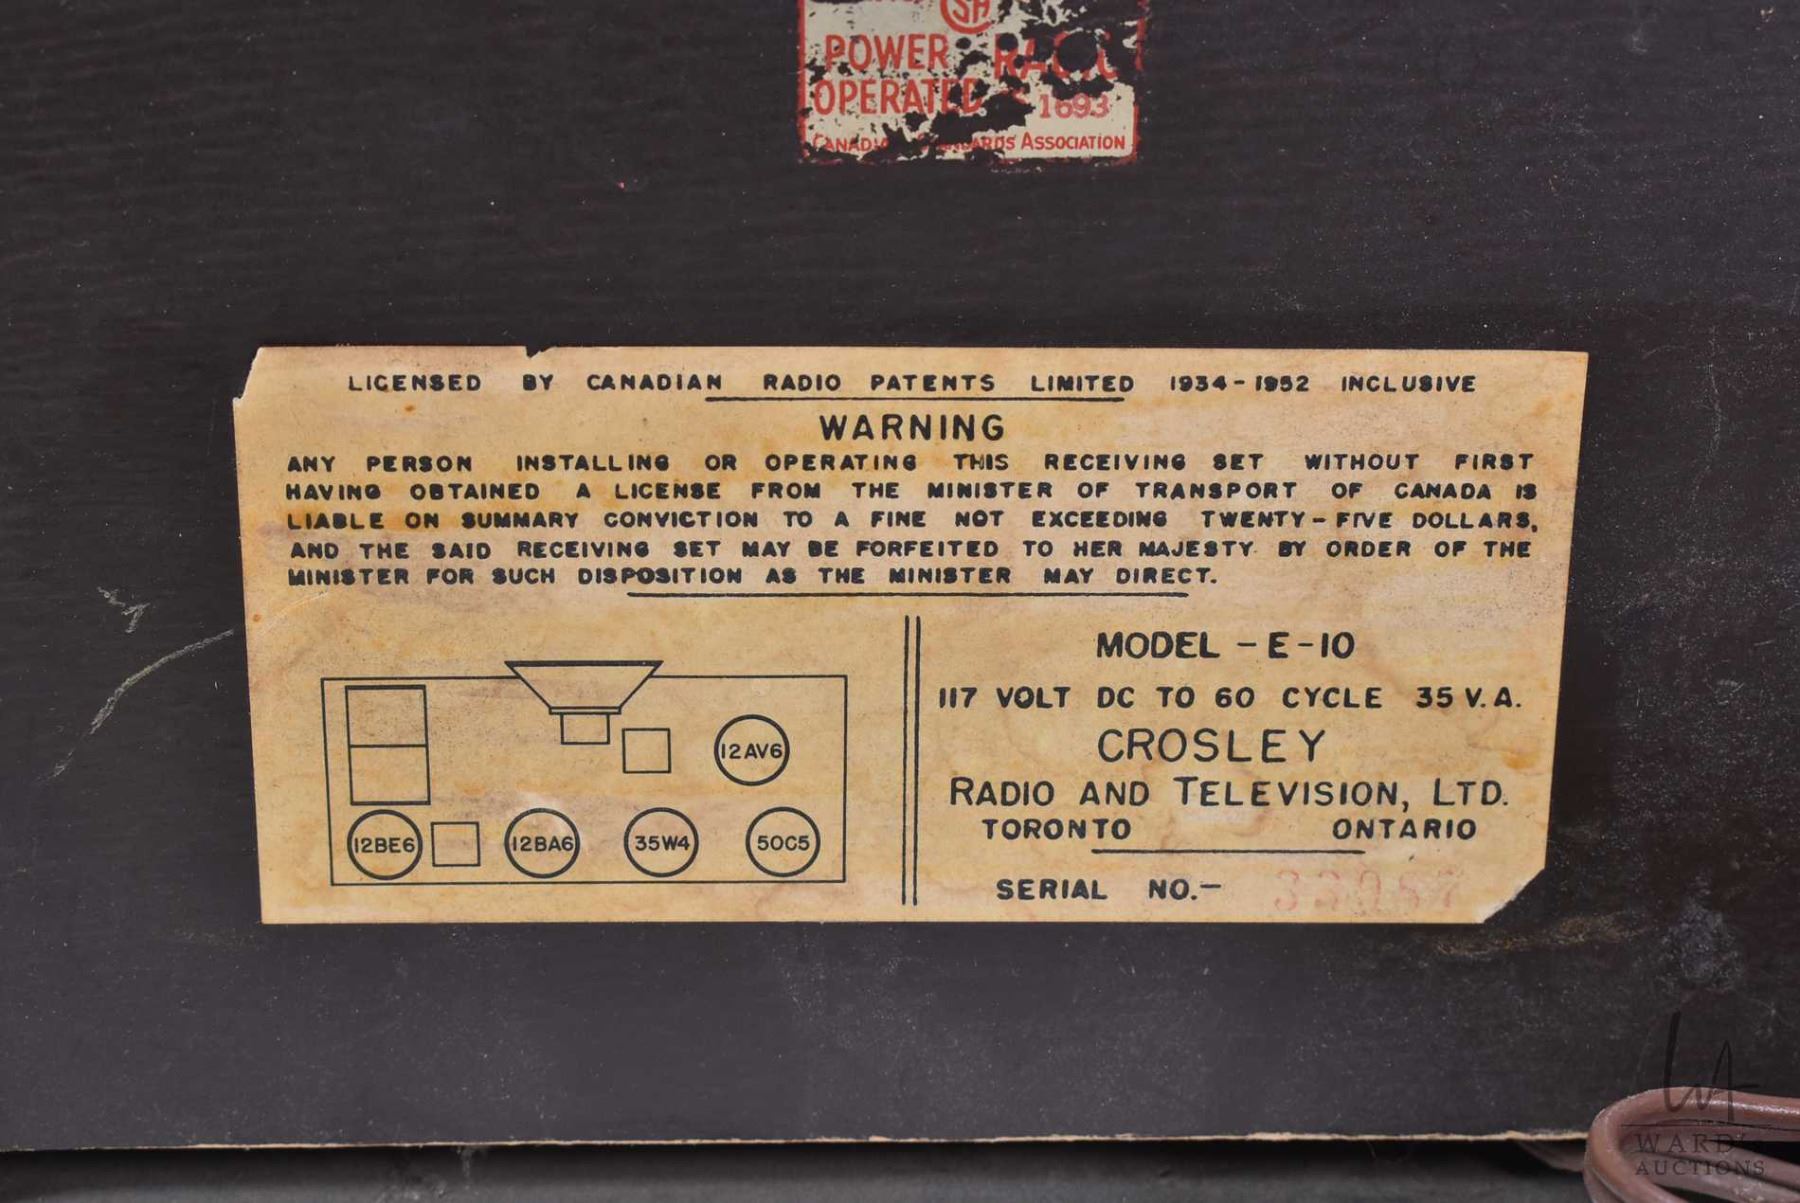 SA
POWER
OPERATED 1693
ASSOCIATION
LICENSED BY CANADIAN RADIO PATENTS LIMITED 1934-1952 INCLUSIVE
WARNING
ANY PERSON INSTALLING OR OPERATING THIS RECEIVING SET WITHOUT FIRST
HAVING OBTAINED A LICENSE FROM THE MINISTER OF TRANSPORT OF CANADA IS
LIABLE ON SUMMARY CONVICTION TO A FINE NOT EXCEEDING TWENTY-FIVE DOLLARS,
AND THE SAID RECEIVING SET MAY BE FORFEITED TO HER MAJESTY BY ORDER OF THE
MINISTER FOR SUCH DISPOSITION AS THE MINISTER MAY DIRECT.
12AV6
12BE6 12BA6 35W4 50C5
MODEL - E-10
117 VOLT DC TO 60 CYCLE 35 V.A.
CROSLEY
RADIO AND TELEVISION, LTD.
TORONTO ONTARIO
SERIAL NO.-
WARD'S
AUCTIONS